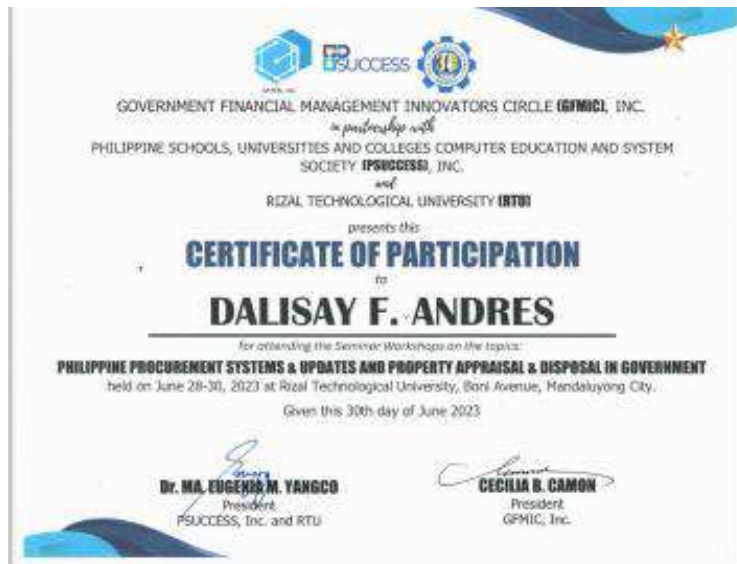 PSUCCESS
GOVERNMENT FINANCIAL MANAGEMENT INNOVATORS CIRCLE (GFMIC), INC.
in partnership with
PHILIPPINE SCHOOLS, UNIVERSITIES AND COLLEGES COMPUTER EDUCATION AND SYSTEM
SOCIETY (PSUCCESS), INC.
and
RIZAL TECHNOLOGICAL UNIVERSITY (RTU)
presents this
CERTIFICATE OF PARTICIPATION
to
DALISAY F. ANDRES
for attending the Seminar Workshops on the topics:
PHILIPPINE PROCUREMENT SYSTEMS & UPDATES AND PROPERTY APPRAISAL & DISPOSAL IN GOVERNMENT
held on June 28-30, 2023 at Rizal Technological University, Boni Avenue, Mandaluyong City.
Given this 30th day of June 2023
Dr. MA. EUGENIA M. YANGCO
President
PSUCCESS, Inc. and RTU
CECILIA B. CAMON
President
GFMIC, Inc.